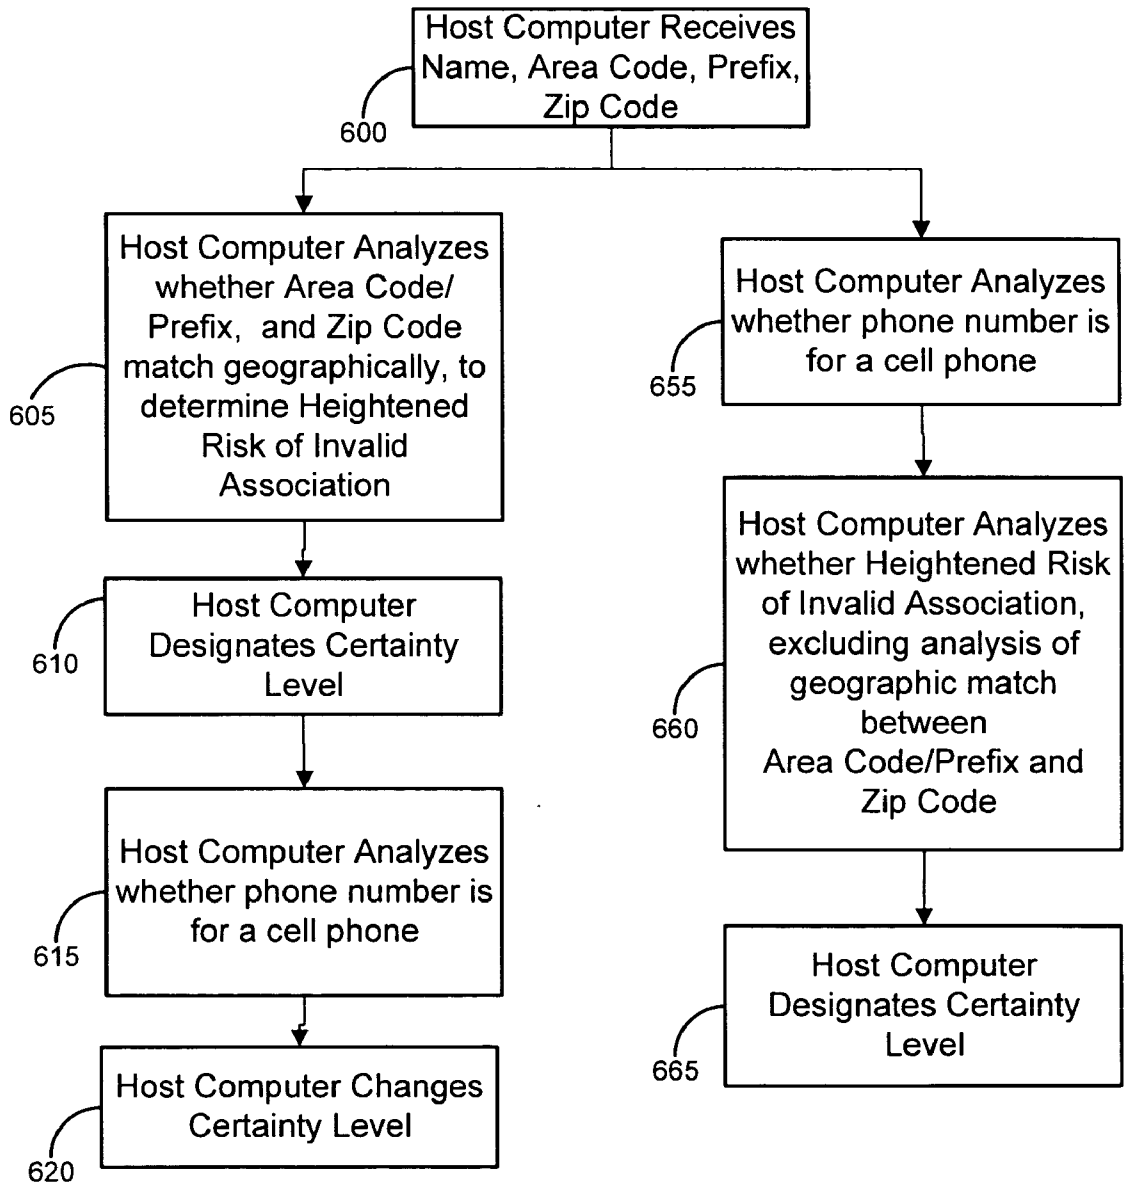 Host Computer Receives
Name, Area Code, Prefix,
Zip Code
600
Host Computer Analyzes
whether Area Code/
Prefix, and Zip Code
match geographically, to
determine Heightened
Risk of Invalid
Association
605
Host Computer
Designates Certainty
Level
610
Host Computer Analyzes
whether phone number is
for a cell phone
615
Host Computer Changes
Certainty Level
620
Host Computer Analyzes
whether phone number is
for a cell phone
655
Host Computer Analyzes
whether Heightened Risk
of Invalid Association,
excluding analysis of
geographic match
between
Area Code/Prefix and
Zip Code
660
Host Computer
Designates Certainty
Level
665